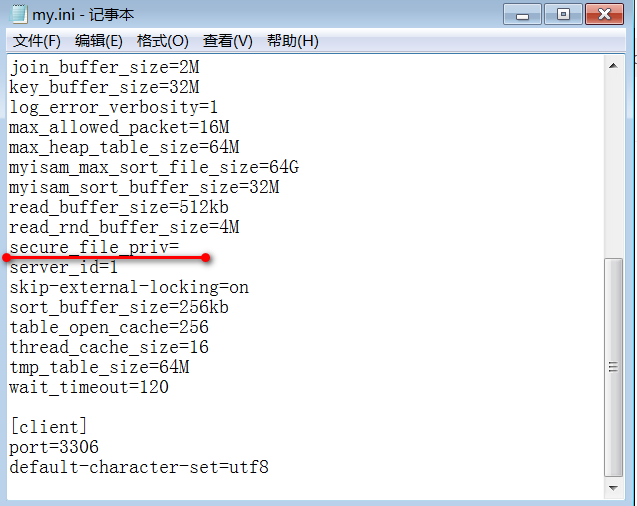 my.ini - 记事本
文件(F) 编辑(E) 格式(O) 查看(V) 帮助(H)
join_buffer_size=2M
key_buffer_size=32M
log_error_verbosity=1
max_allowed_packet=16M
max_heap_table_size=64M
myisam_max_sort_file_size=64G
myisam_sort_buffer_size=32M
read_buffer_size=512kb
read_rnd_buffer_size=4M
secure_file_priv=
server_id=1
skip-external-locking=on
sort_buffer_size=256kb
table_open_cache=256
thread_cache_size=16
tmp_table_size=64M
wait_timeout=120
[client]
port=3306
default-character-set=utf8